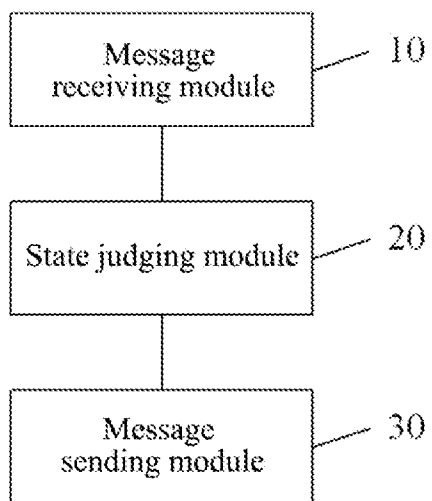 Message
receiving module
10
State judging module
20
Message
sending module
30